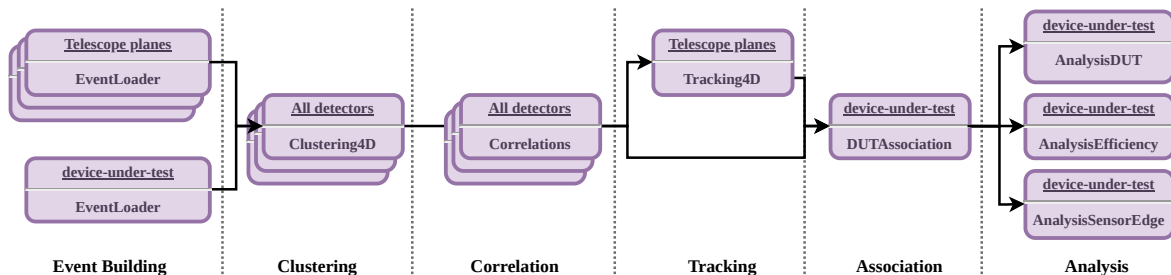 Telescope planes
EventLoader
device-under-test
EventLoader
Event Building
All detectors
Clustering4D
Clustering
All detectors
Correlations
Correlation
Telescope planes
Tracking4D
Tracking
device-under-test
DUTAssociation
Association
device-under-test
AnalysisDUT
device-under-test
AnalysisEfficiency
device-under-test
AnalysisSensorEdge
Analysis